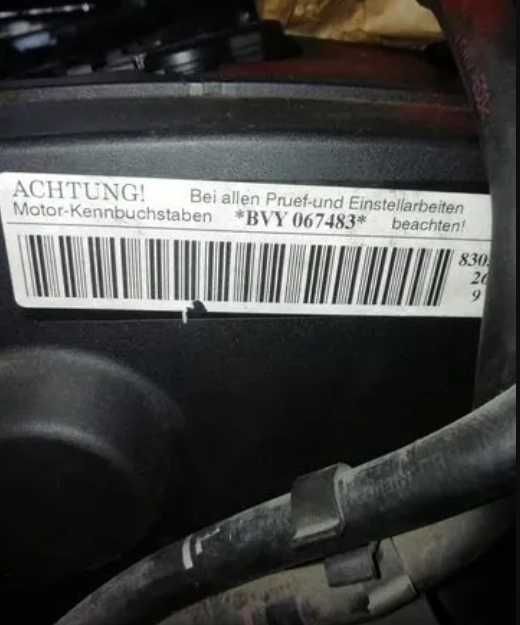 ACHTUNG! Bei allen Pruef-und Einstellarbeiten
Motor-Kennbuchstaben *BVY 067483* beachten!